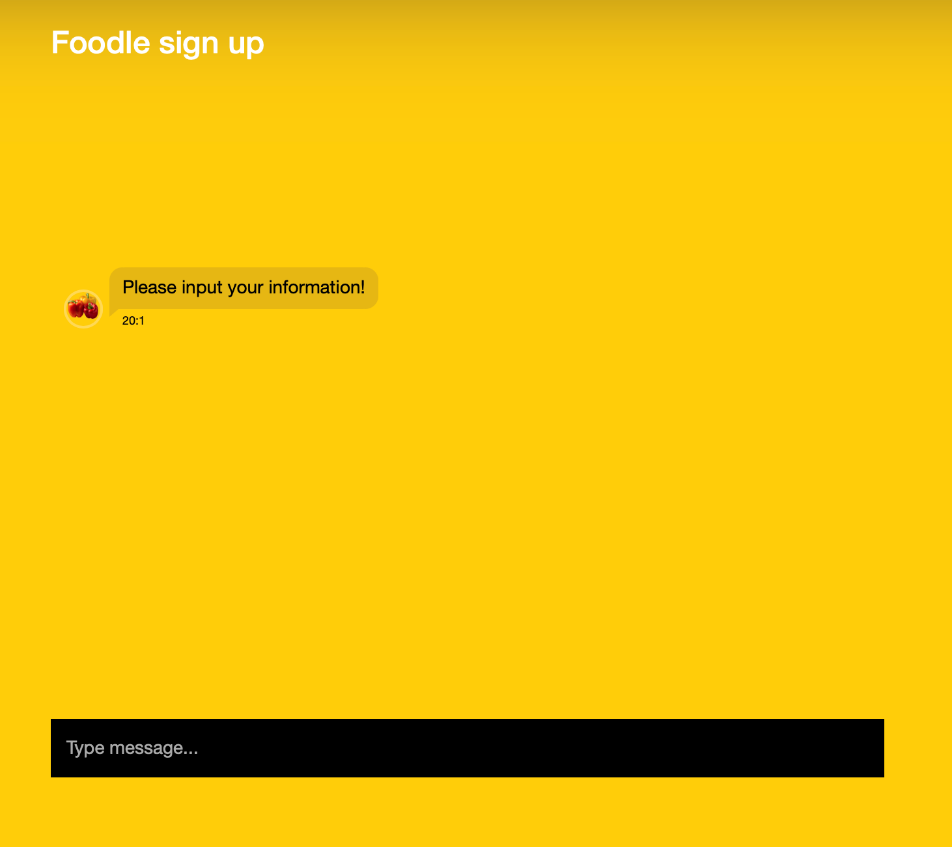 Foodle sign up
Please input your information!
20:1
Type message...